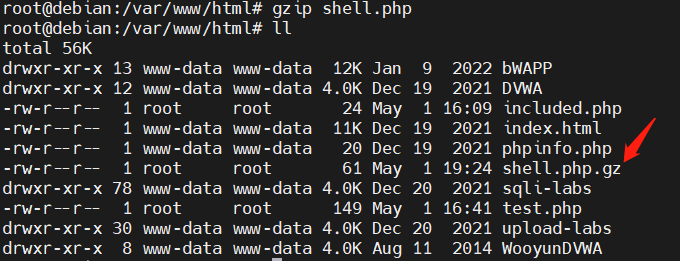 root@debian:/var/www/html# gzip shell.php
root@debian:/var/www/html# ll
total 56K
drwxr-xr-x 13 www-data www-data  12K Jan  9  2022 bWAPP
drwxr-xr-x 12 www-data www-data 4.0K Dec 19  2021 DVWA
-rw-r--r--  1 root     root       24 May  1 16:09 included.php
-rw-r--r--  1 www-data www-data  11K Dec 19  2021 index.html
-rw-r--r--  1 www-data www-data   20 Dec 19  2021 phpinfo.php
-rw-r--r--  1 root     root       61 May  1 19:24 shell.php.gz
drwxr-xr-x 78 www-data www-data 4.0K Dec 20  2021 sqli-labs
-rw-r--r--  1 root     root      149 May  1 16:41 test.php
drwxr-xr-x 30 www-data www-data 4.0K Dec 20  2021 upload-labs
drwxr-xr-x  8 www-data www-data 4.0K Aug 11  2014 WooyunDVWA